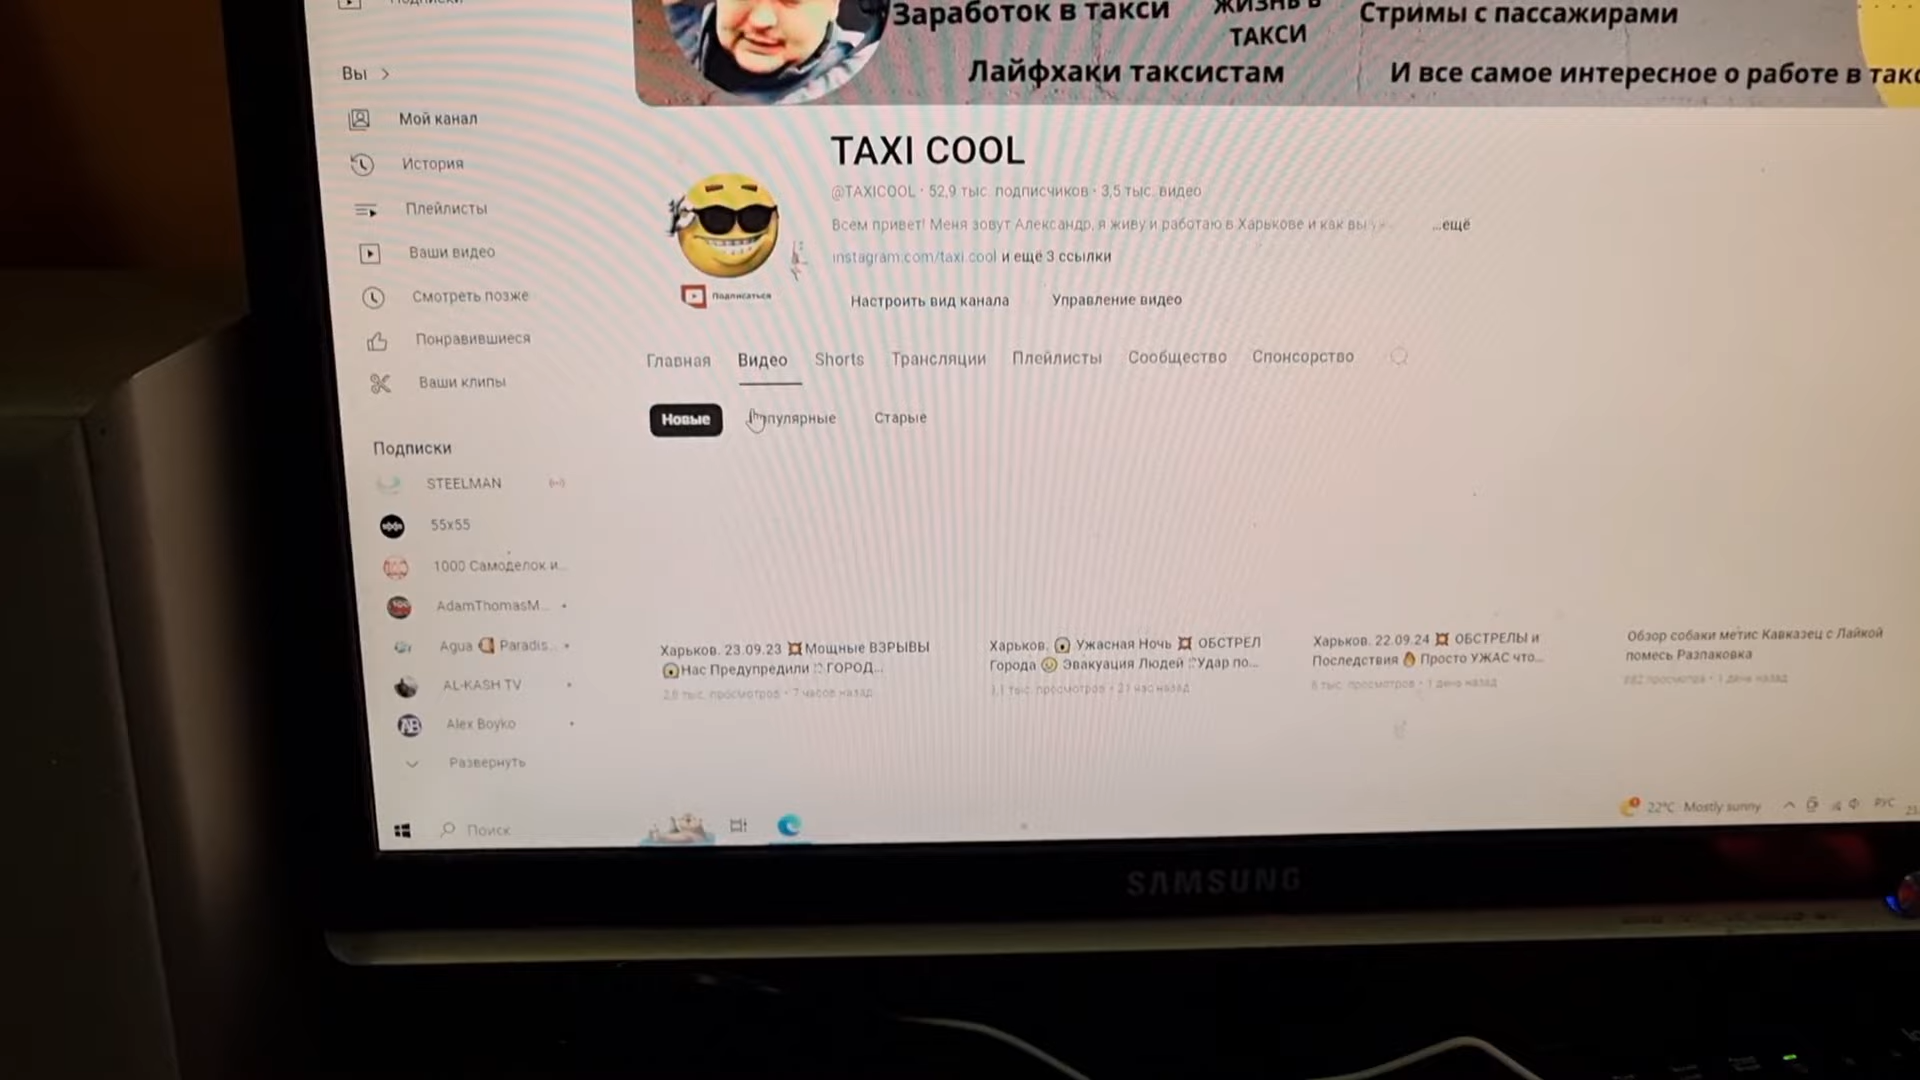 Заработок в такси
ЖИЗНЬ В
ТАКСИ
Стримы с пассажирами
Лайфхаки таксистам
И все самое интересное о работе в такс
Подписки
Вы >
Мой канал
История
Плейлисты
Ваши видео
Смотреть позже
Понравившиеся
Ваши клипы
Подписки
STEELMAN
55x55
1000 Самоделок и...
AdamThomasM...
Agua Paradis...
AL-KASH TV
Alex Boyko
Развернуть
TAXI COOL
@TAXICOOL · 52,9 тыс. подписчиков · 3,5 тыс. видео
Всем привет! Меня зовут Александр, я живу и работаю в Харькове и как вы ...ещё
instagram.com/taxi.cool и ещё 3 ссылки
Подписаться
Настроить вид канала
Управление видео
Главная Видео Shorts Трансляции Плейлисты Сообщество Спонсорство
Новые
пулярные
Старые
Харьков. 23.09.23 💥Мощные ВЗРЫВЫ
😱Нас Предупредили ГОРОД...
2,8 тыс. просмотров · 7 часов назад
Харьков. 😱 Ужасная Ночь 💥 ОБСТРЕЛ
Города Эвакуация Людей Удар по...
тыс. просмотров · 21 час назад
Харьков. 22.09.24 💥 ОБСТРЕЛЫ и
Последствия 🔥 Просто УЖАС что...
тыс. просмотров · 1 день назад
Обзор собаки метис Кавказец с Лайкой
помесь Разпаковка
просмотра · 1 день назад
Поиск
22°C Mostly sunny
РУС
SAMSUNG